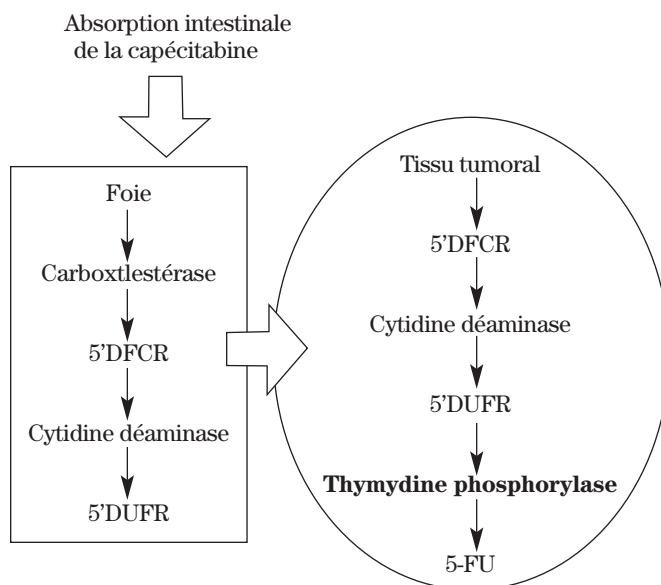 Absorption intestinale
de la capécitabine
Foie
Carboxtlestérase
5'DFCR
Cytidine déaminase
5'DUFR
Tissu tumoral
5'DFCR
Cytidine déaminase
5'DUFR
Thymydine phosphorylase
5-FU